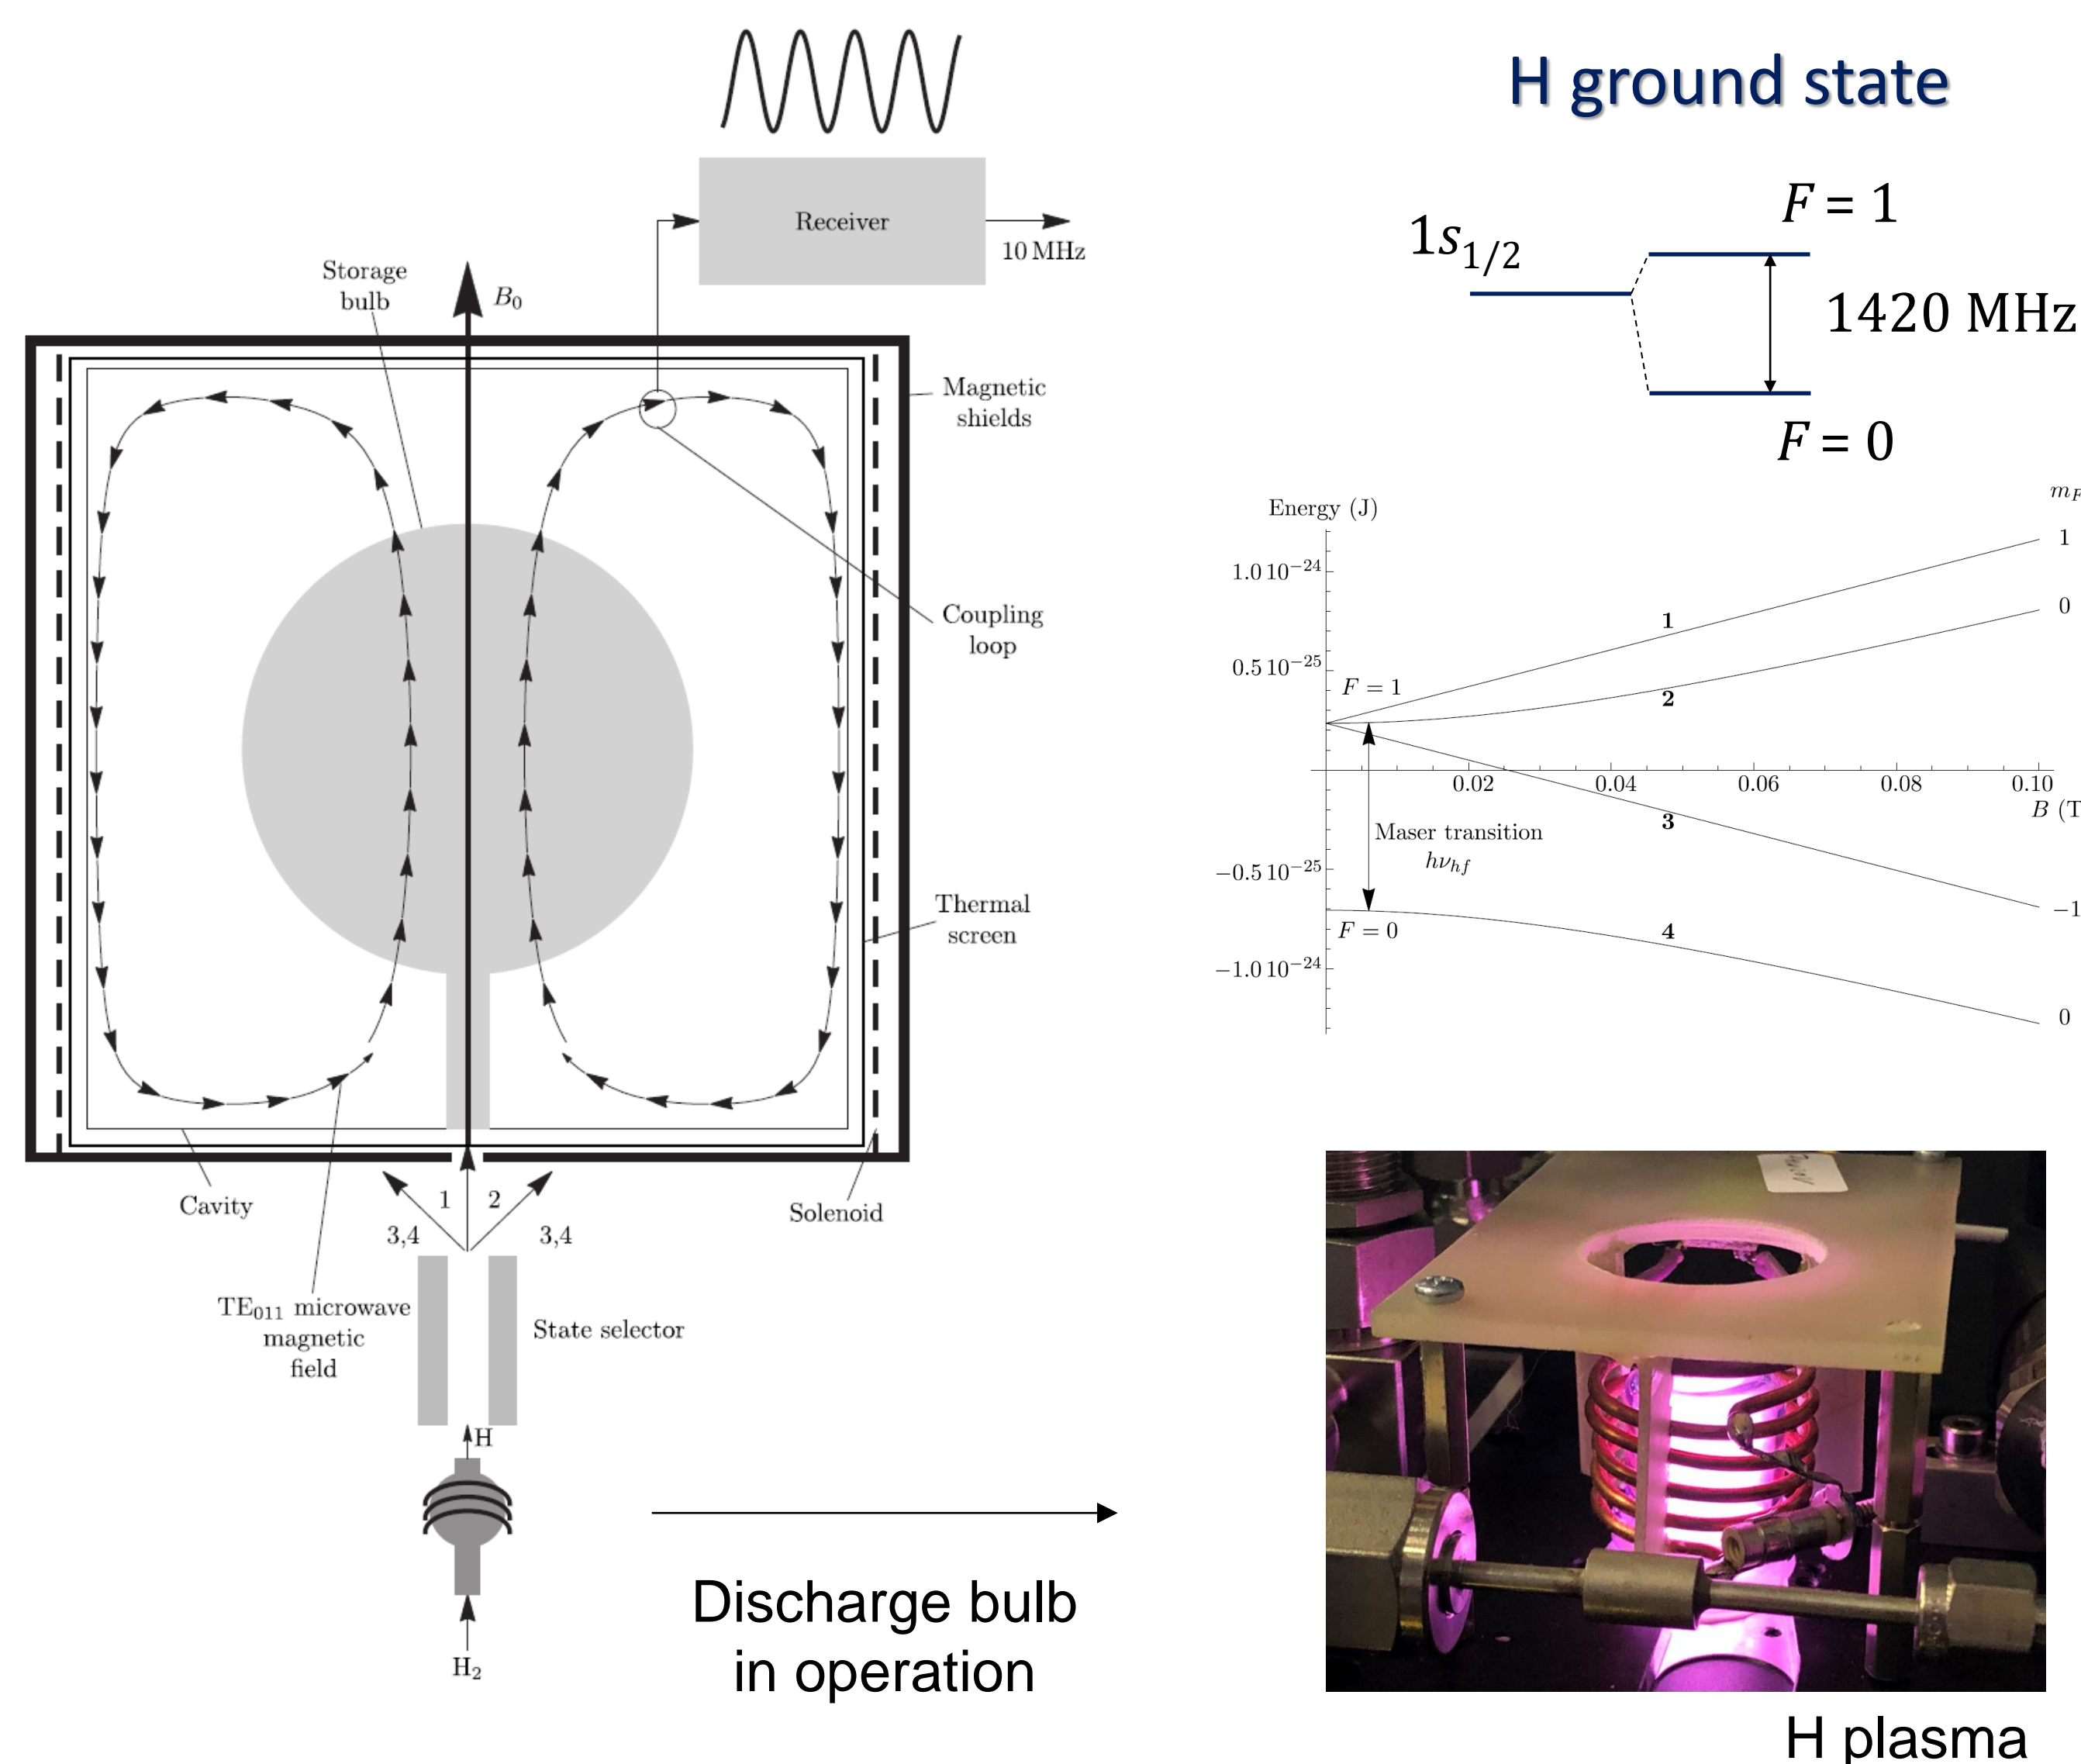 Receiver
10 MHz
Storage
bulb
B₀
Magnetic
shields
Coupling
loop
Thermal
screen
Cavity
1
2
3,4
3,4
Solenoid
TE₀₁₁ microwave
magnetic
field
State selector
H
H₂
Discharge bulb
in operation
H ground state
1s₁/₂
F = 1
1420 MHz
F = 0
Energy (J)
m_F
1
1.0 10⁻²⁴
0
1
0.5 10⁻²⁵
F = 1
2
0.02
0.04
0.06
0.08
0.10
B (T
3
Maser transition
hν_hf
−0.5 10⁻²⁵
−1
F = 0
4
−1.0 10⁻²⁴
0
H plasma